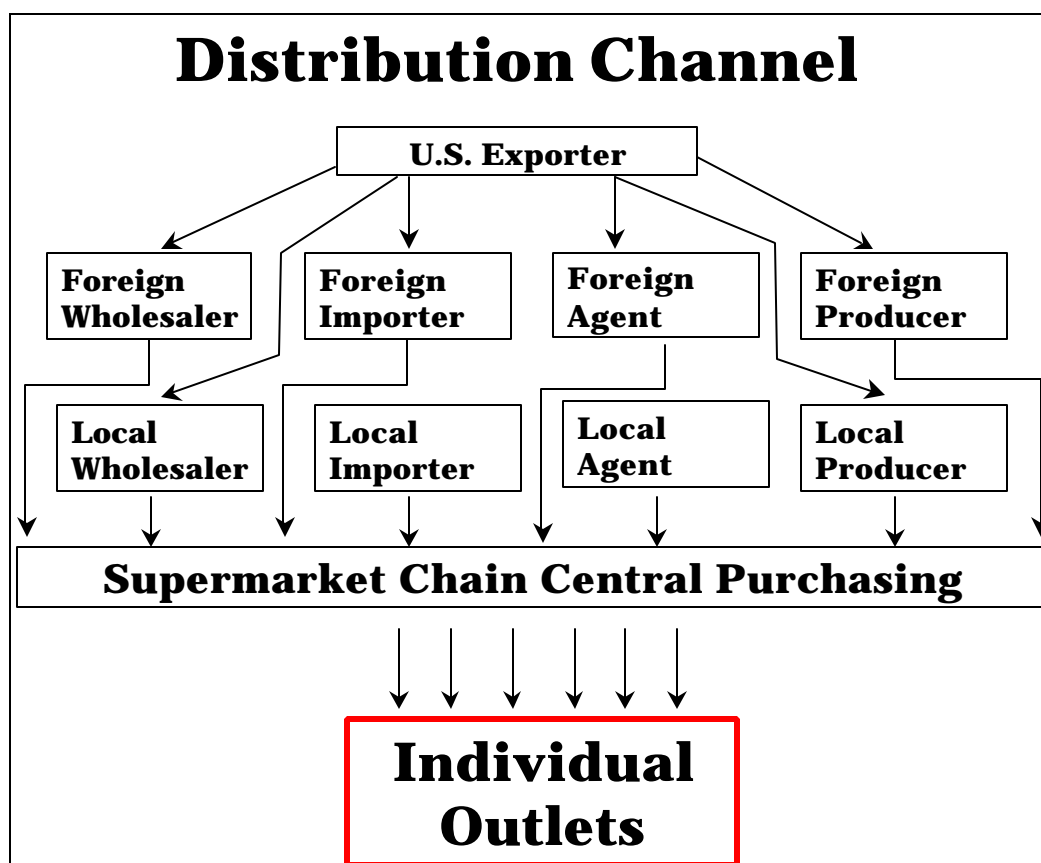 Distribution Channel
U.S. Exporter
Foreign
Wholesaler
Foreign
Importer
Foreign
Agent
Foreign
Producer
Local
Wholesaler
Local
Importer
Local
Agent
Local
Producer
Supermarket Chain Central Purchasing
Individual
Outlets